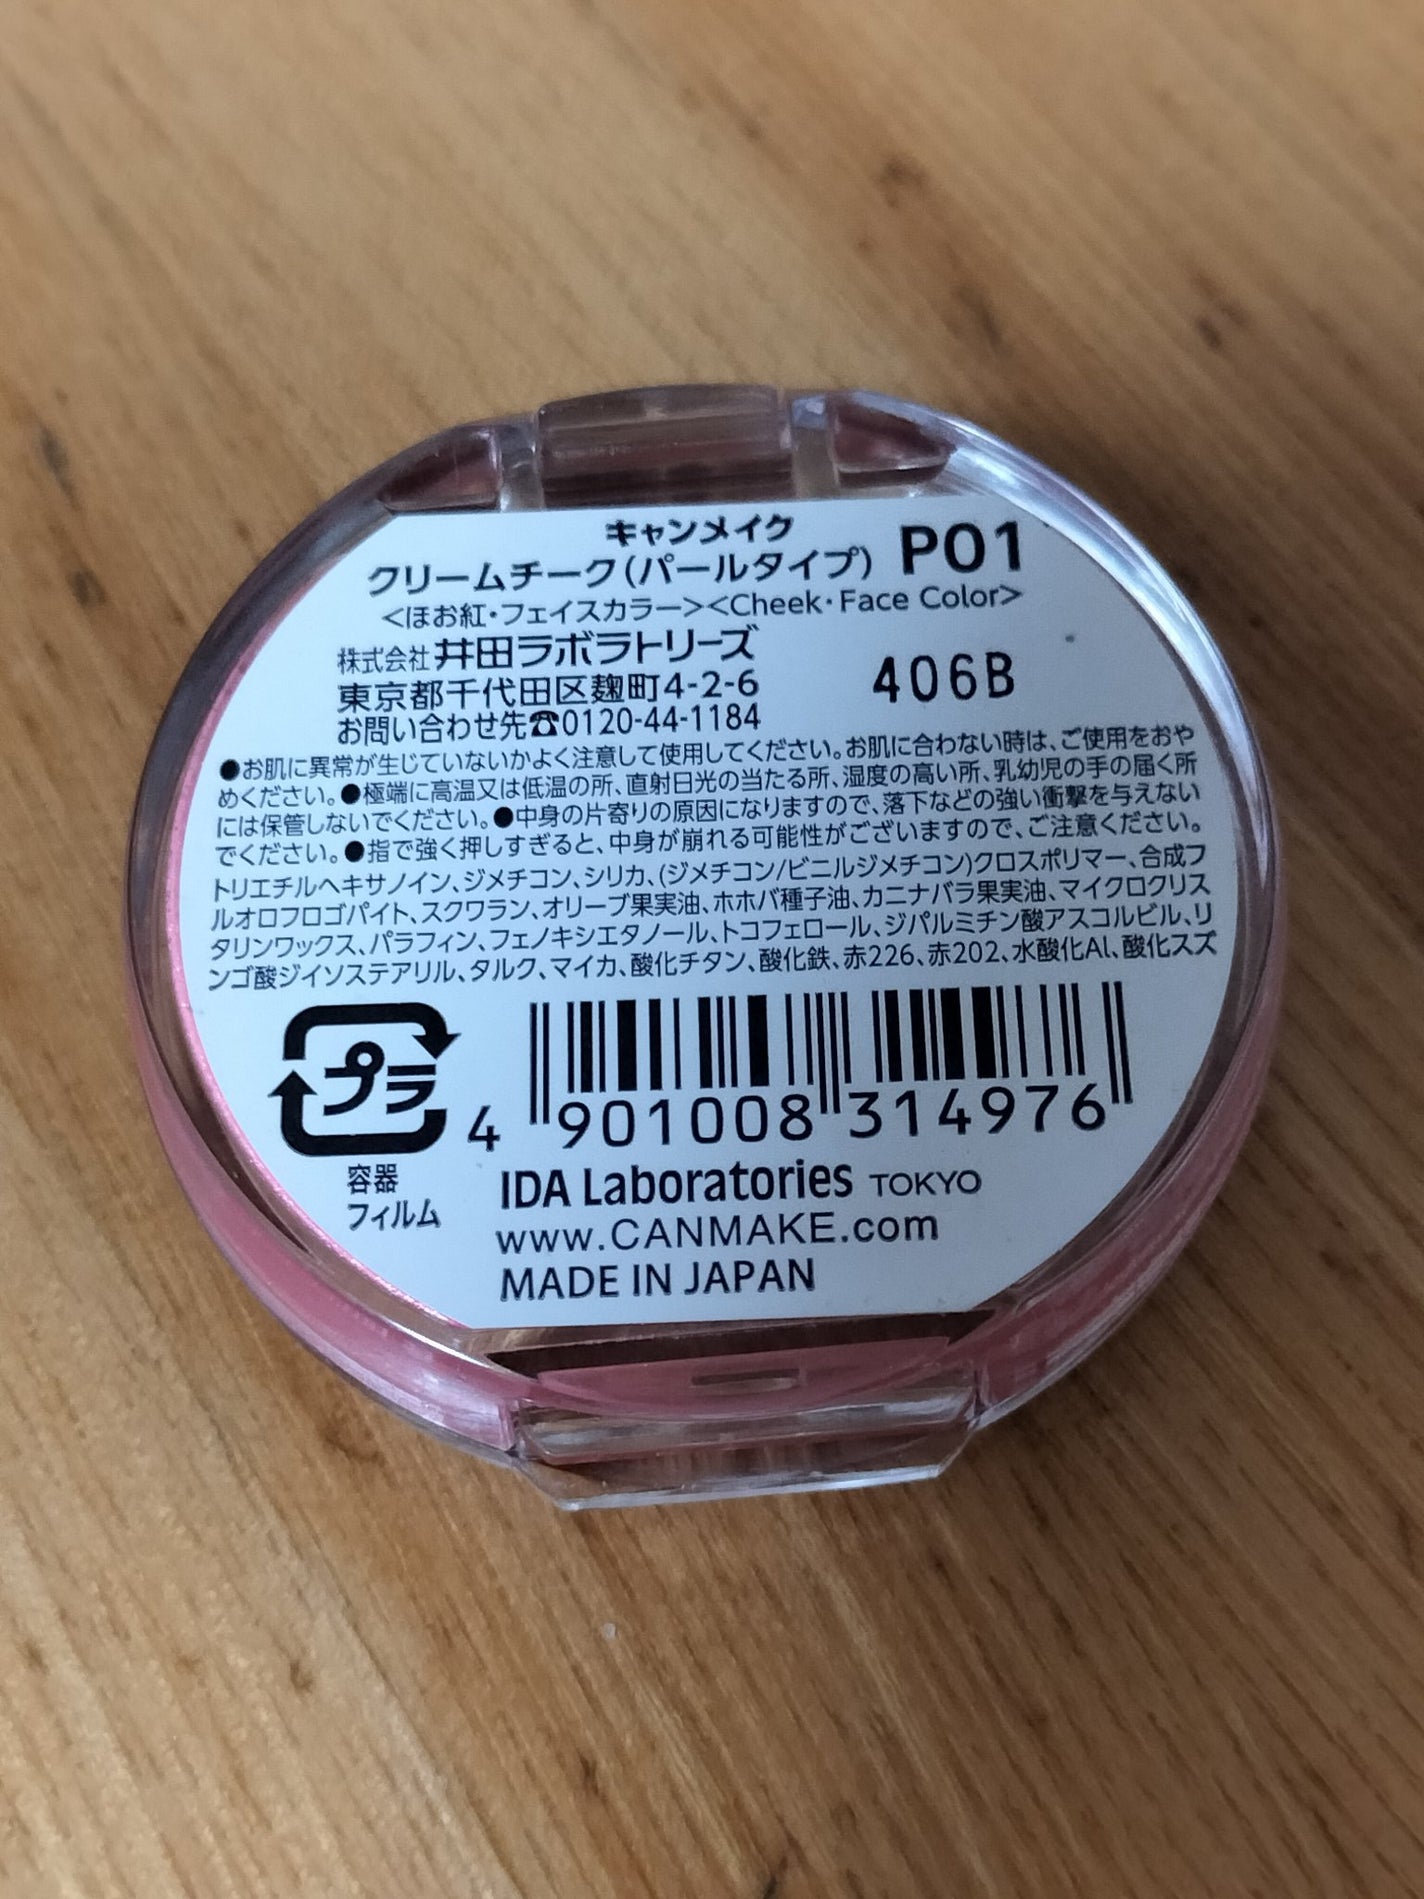 キャンメイク
クリームチーク(パールタイプ) P01
<ほお紅・フェイスカラー><Cheek・Face Color>
株式会社 井田ラボラトリーズ
東京都千代田区麹町4-2-6
お問い合わせ先☎0120-44-1184
406B
●お肌に異常が生じていないかよく注意して使用してください。お肌に合わない時は、ご使用をおや
めください。●極端に高温又は低温の所、直射日光の当たる所、湿度の高い所、乳幼児の手の届く所
には保管しないでください。●中身の片寄りの原因になりますので、落下などの強い衝撃を与えない
でください。●指で強く押しすぎると、中身が崩れる可能性がございますので、ご注意ください。
トリエチルヘキサノイン、ジメチコン、シリカ、(ジメチコン/ビニルジメチコン)クロスポリマー、合成フ
ルオロフロゴパイト、スクワラン、オリーブ果実油、ホホバ種子油、カニナバラ果実油、マイクロクリス
タリンワックス、パラフィン、フェノキシエタノール、トコフェロール、ジパルミチン酸アスコルビル、リ
ンゴ酸ジイソステアリル、タルク、マイカ、酸化チタン、酸化鉄、赤226、赤202、水酸化Al、酸化スズ
プラ
容器
フィルム
4 901008 314976
IDA Laboratories TOKYO
www.CANMAKE.com
MADE IN JAPAN